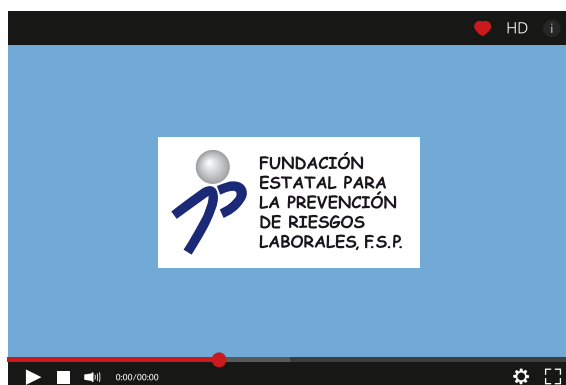 HD
i
FUNDACIÓN
ESTATAL PARA
LA PREVENCIÓN
DE RIESGOS
LABORALES, F.S.P.
0:00/00:00